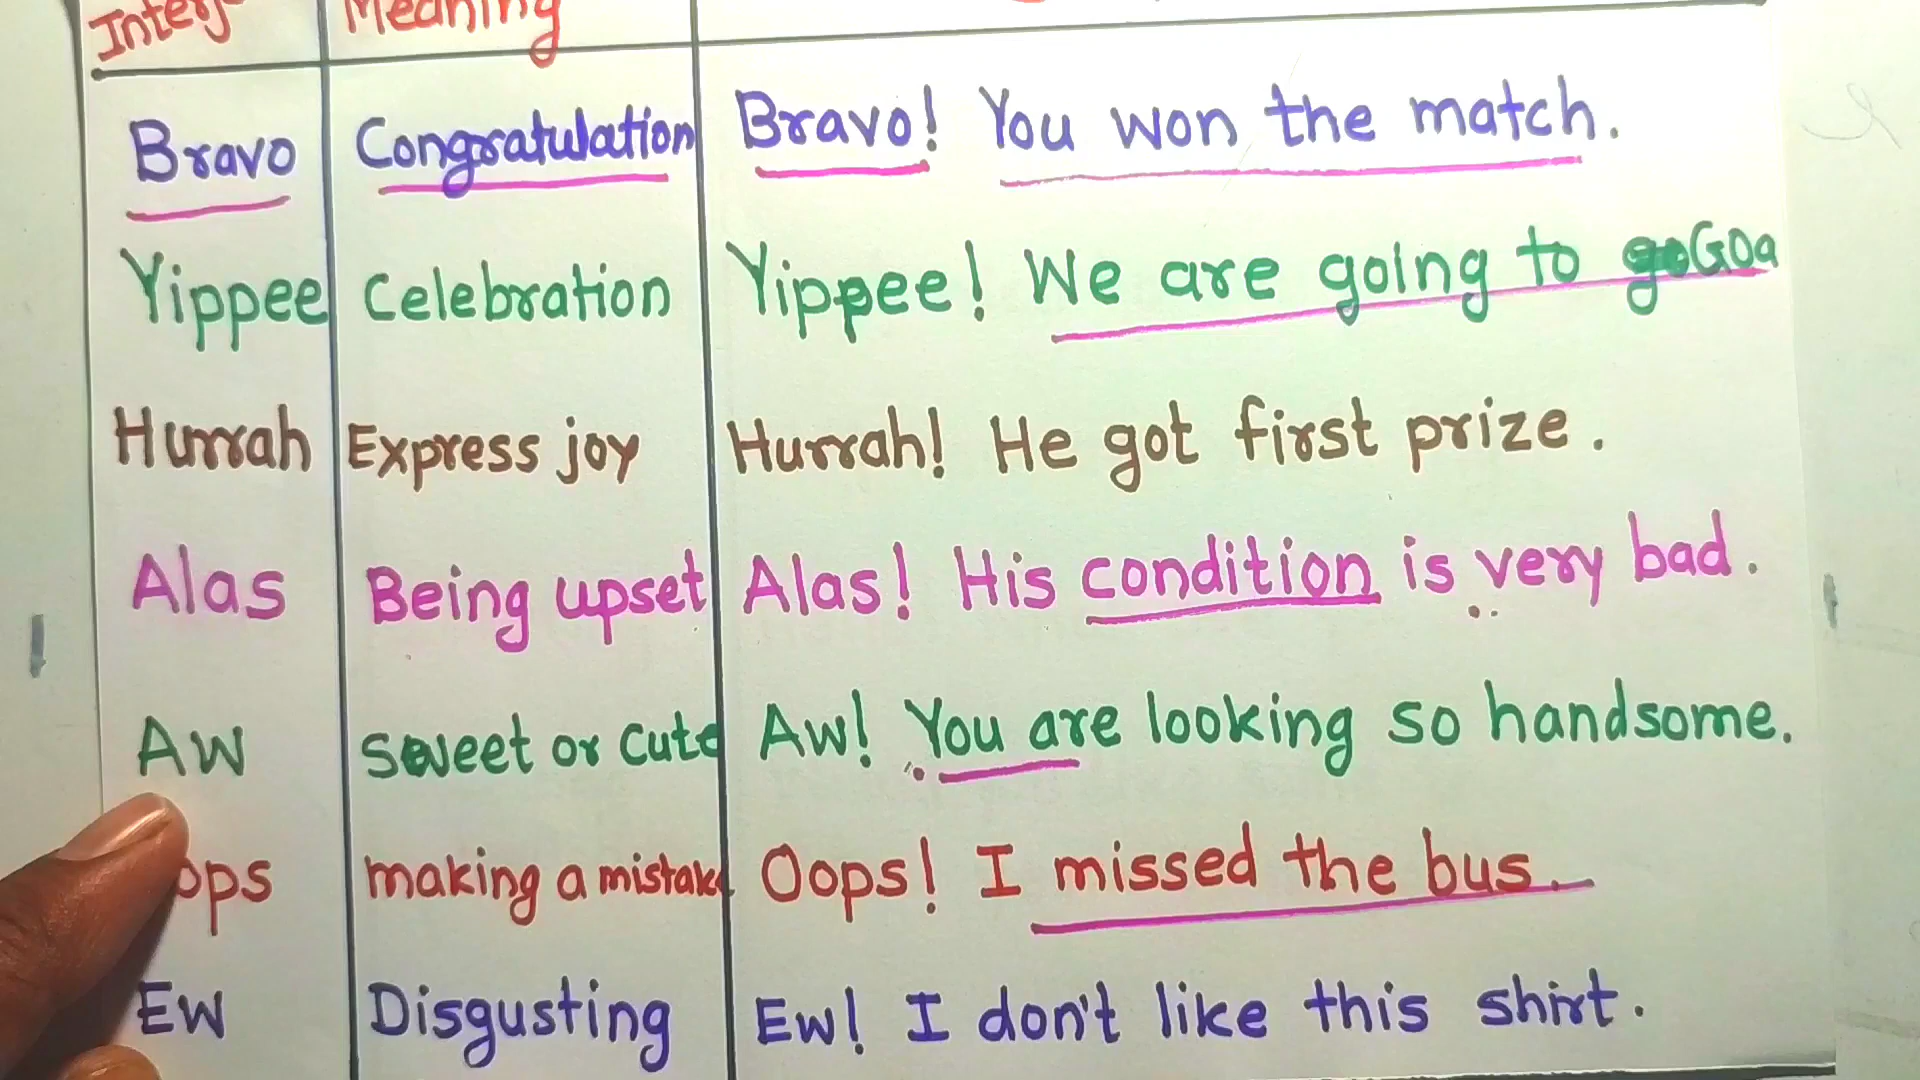 Interj Meaning
Bravo Congratulation Bravo! You won the match.
Yippee Celebration Yippee! We are going to Goa
Hurrah Express joy Hurrah! He got first prize.
Alas Being upset Alas! His condition is very bad.
Aw Sweet or cute Aw! You are looking so handsome.
ops making a mistake Oops! I missed the bus.
Ew Disgusting Ew! I don't like this shirt.